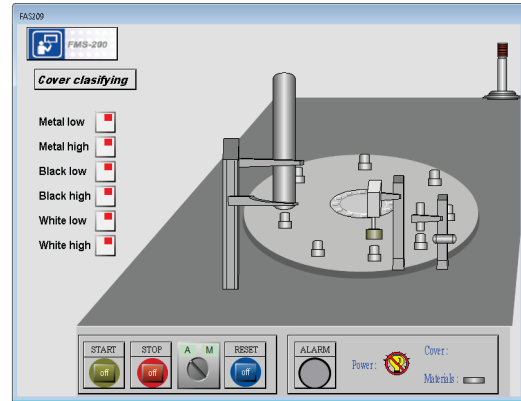 FAS209
FMS-200
Cover clasifying
Metal low
Metal high
Black low
Black high
White low
White high
START
STOP
A M
RESET
ALARM
off
off
off
Power :
Cover :
Materials :